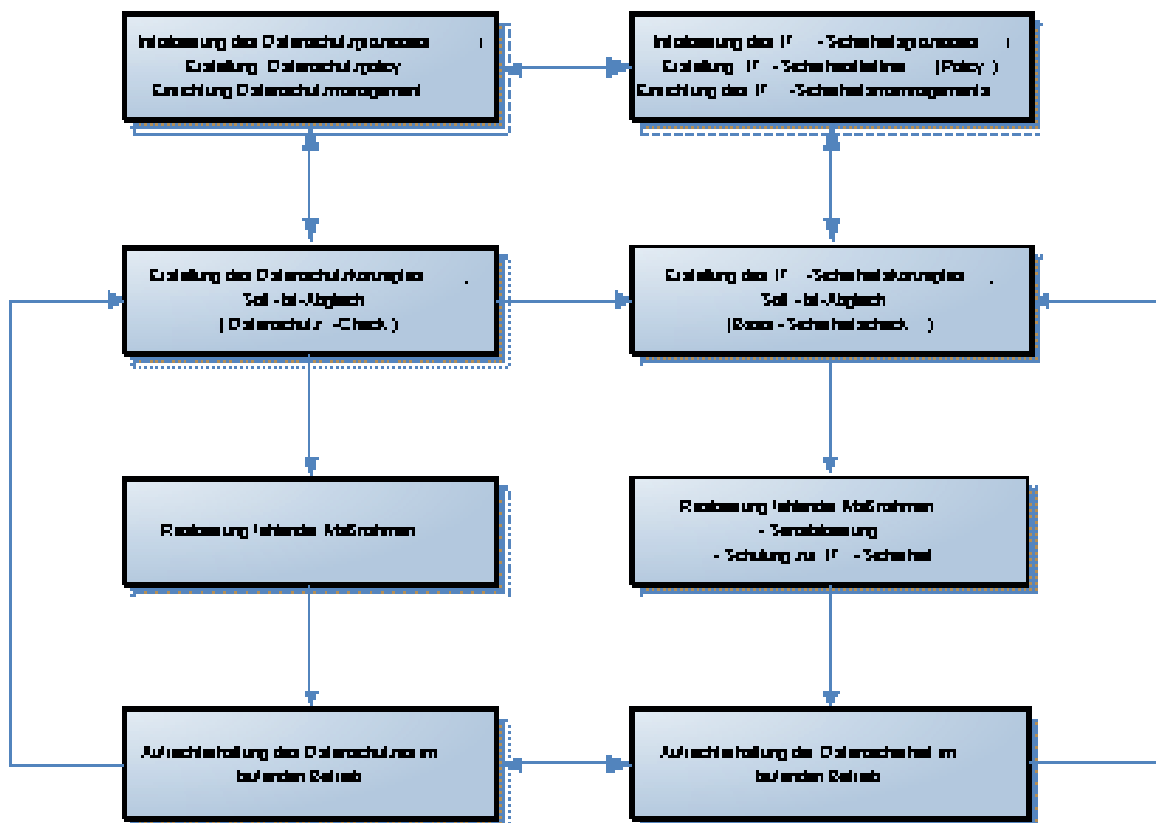 Initialisierung des Datenschutzprozesses :
Erstellung Datenschutzpolicy
Einrichtung Datenschutzmanagement
Initialisierung des IT - Sicherheitsprozesses :
Erstellung IT - Sicherheitsleitlinie (Policy )
Einrichtung des IT - Sicherheitsmanagements
Erstellung des Datenschutzkonzeptes ,
Soll - Ist - Abgleich
( Datenschutz - Check )
Erstellung des IT - Sicherheitskonzeptes ,
Soll - Ist - Abgleich
(Basis - Sicherheitscheck )
Realisierung fehlender Maßnahmen
Realisierung fehlender Maßnahmen
- Sensibilisierung
- Schulung zur IT - Sicherheit
Aufrechterhaltung des Datenschutzes im
laufenden Betrieb
Aufrechterhaltung der Datensicherheit im
laufenden Betrieb